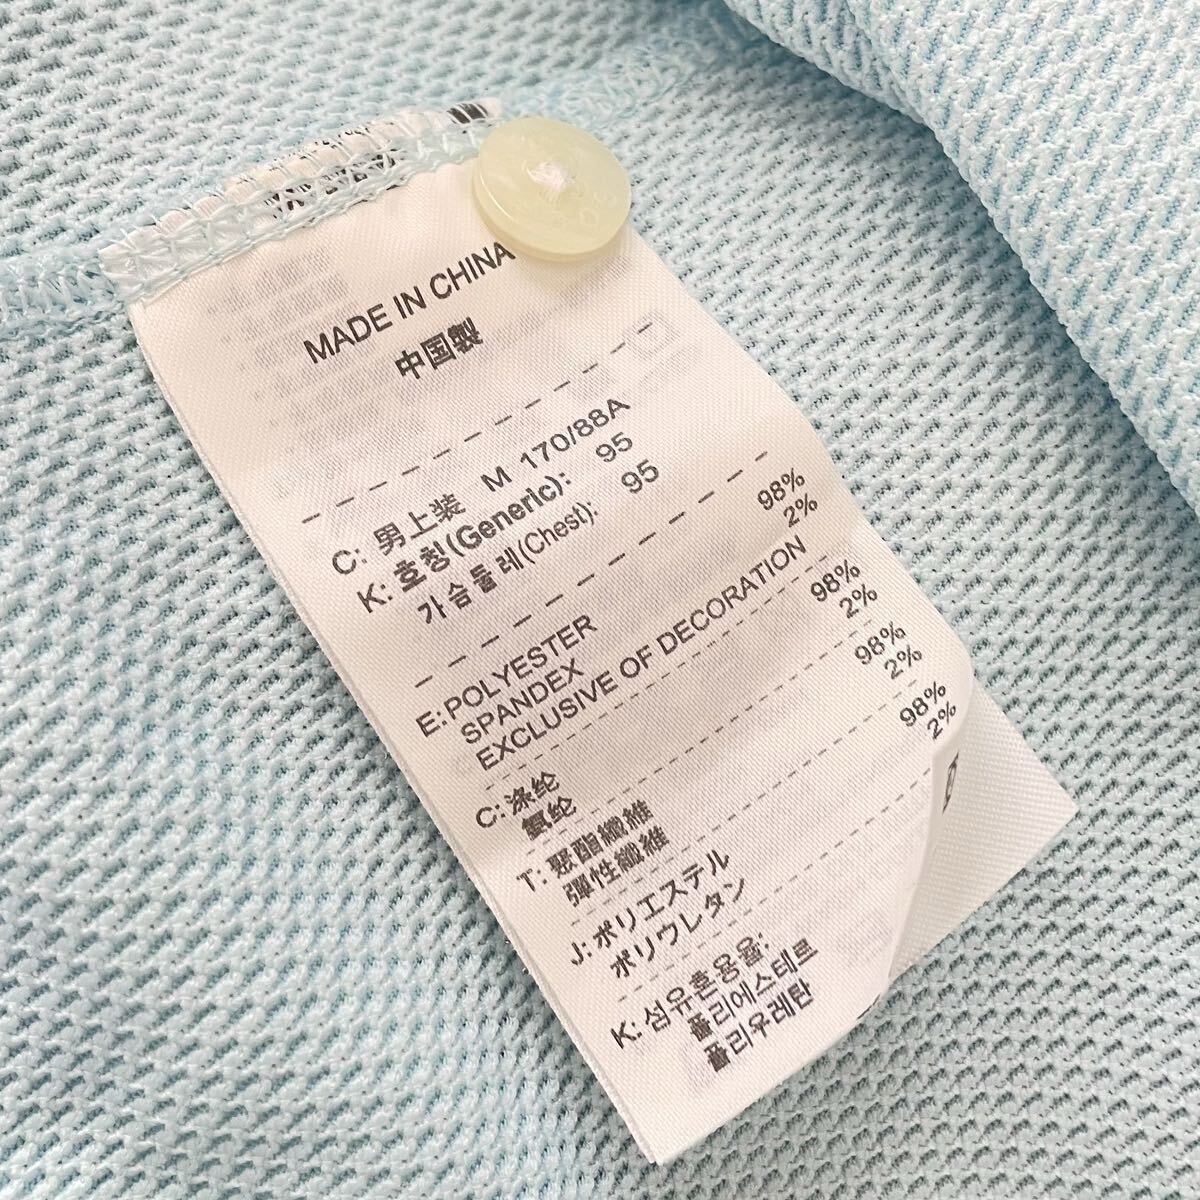 MADE IN CHINA
中国製
C: 男上装 M 170/88A
K: 호칭(Generic): 95
가슴둘레(Chest): 95
E: POLYESTER 98%
SPANDEX 2%
EXCLUSIVE OF DECORATION
C: 涤纶 98%
氨纶 2%
T: 聚酯纖維 98%
彈性纖維 2%
J: ポリエステル 98%
ポリウレタン 2%
K: 섬유혼용율:
폴리에스테르
폴리우레탄